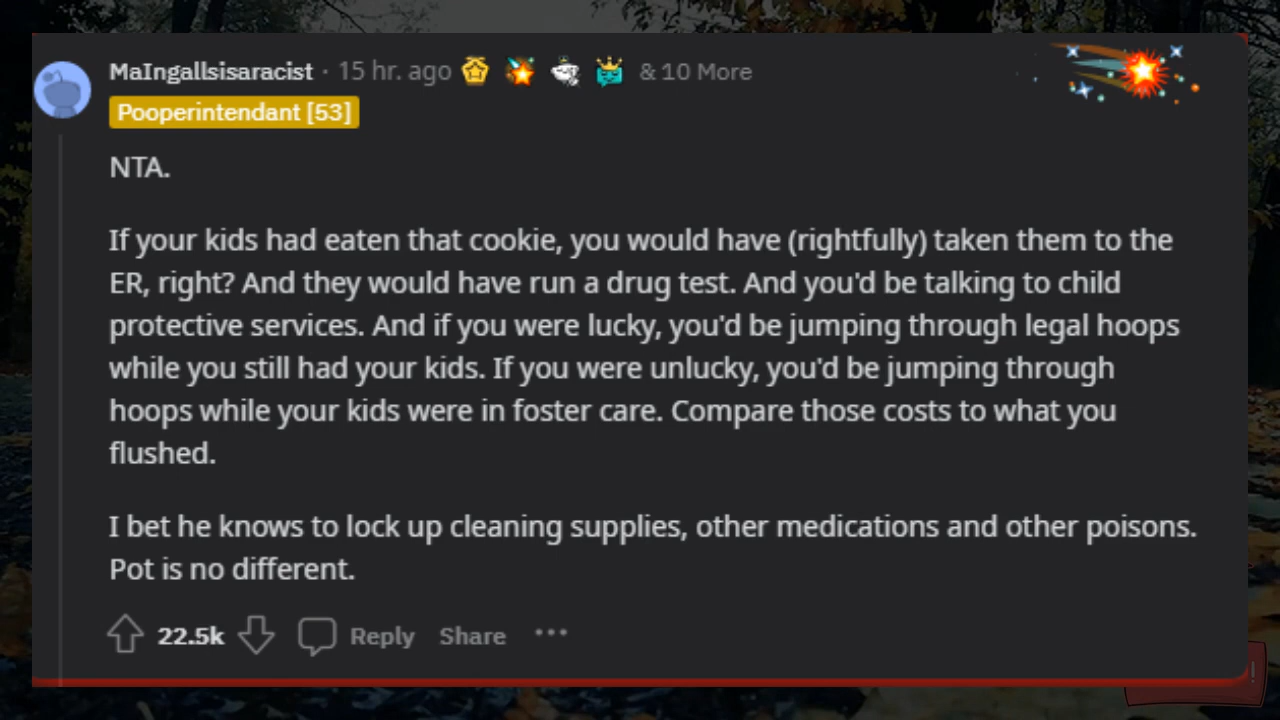 MaIngallsisaracist · 15 hr. ago & 10 More
Pooperintendant [53]
NTA.
If your kids had eaten that cookie, you would have (rightfully) taken them to the
ER, right? And they would have run a drug test. And you'd be talking to child
protective services. And if you were lucky, you'd be jumping through legal hoops
while you still had your kids. If you were unlucky, you'd be jumping through
hoops while your kids were in foster care. Compare those costs to what you
flushed.
I bet he knows to lock up cleaning supplies, other medications and other poisons.
Pot is no different.
22.5k Reply Share ···